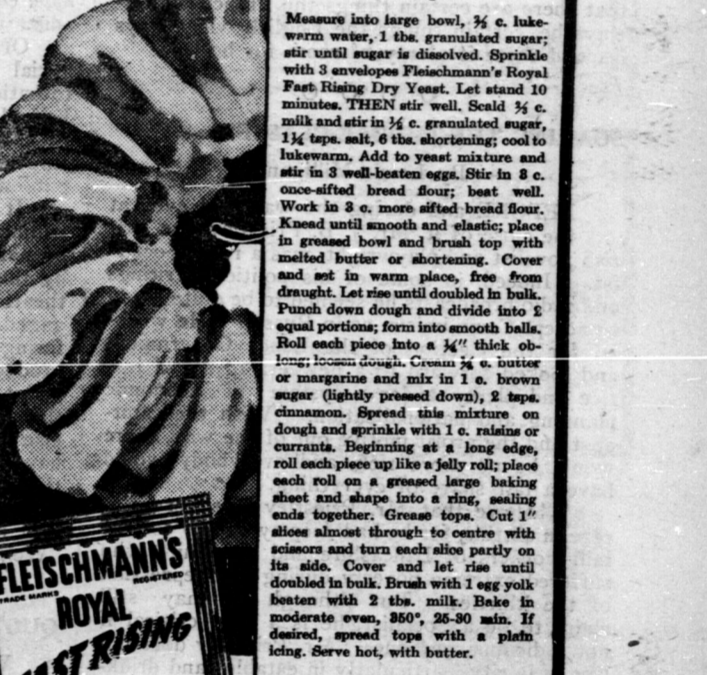 Measure into large bowl, c. luke-
warm water, 1 tbs. granulated sugar;
stir until sugar is dissolved. Sprinkle
with 3 envelopes Fleischmann's Royal
Fast Rising Dry Yeast. Let stand 10
minutes. THEN stir well. Scald c.
milk and stir in c. granulated sugar,
1¼ tsps. salt, 6 tbs. shortening; cool to
lukewarm. Add to yeast mixture and
stir in 3 well-beaten eggs. Stir in 3 c.
once-sifted bread flour; beat well.
Work in 3 c. more sifted bread flour.
Knead until smooth and elastic; place
in greased bowl and brush top with
melted butter or shortening. Cover
and set in warm place, free from
draught. Let rise until doubled in bulk.
Punch down dough and divide into 2
equal portions; form into smooth balls.
Roll each piece into a ¼" thick ob-
long; loosen dough. Cream ¼ c. butter
or margarine and mix in 1 c. brown
sugar (lightly pressed down), 2 tsps.
cinnamon. Spread this mixture on
dough and sprinkle with 1 c. raisins or
currants. Beginning at a long edge,
roll each piece up like a jelly roll; place
each roll on a greased large baking
sheet and shape into a ring, sealing
ends together. Grease tops. Cut 1"
slices almost through to centre with
scissors and turn each slice partly on
its side. Cover and let rise until
doubled in bulk. Brush with 1 egg yolk
beaten with 2 tbs. milk. Bake in
moderate oven, 350°, 25-30 min. If
desired, spread tops with a plain
icing. Serve hot, with butter.
FLEISCHMANN'S
TRADE MARKS REGISTERED
ROYAL
FAST RISING